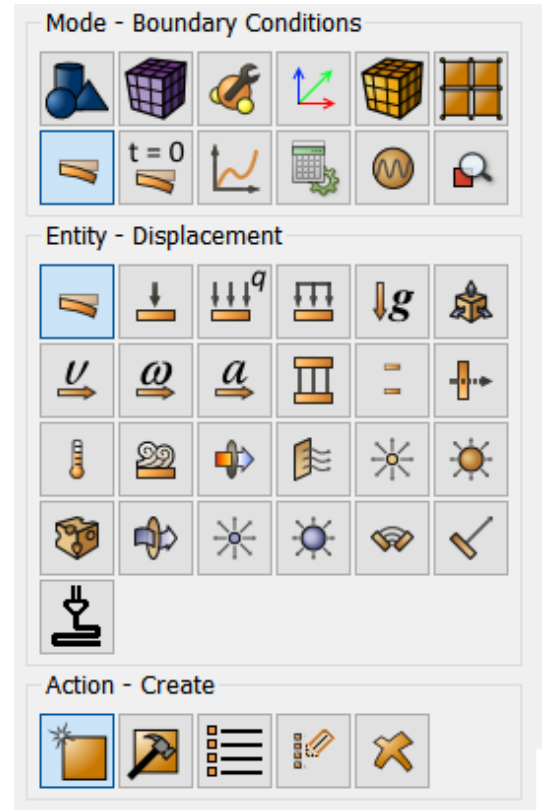 Mode - Boundary Conditions
t = 0
Entity - Displacement
q
g
υ ω a
Action - Create